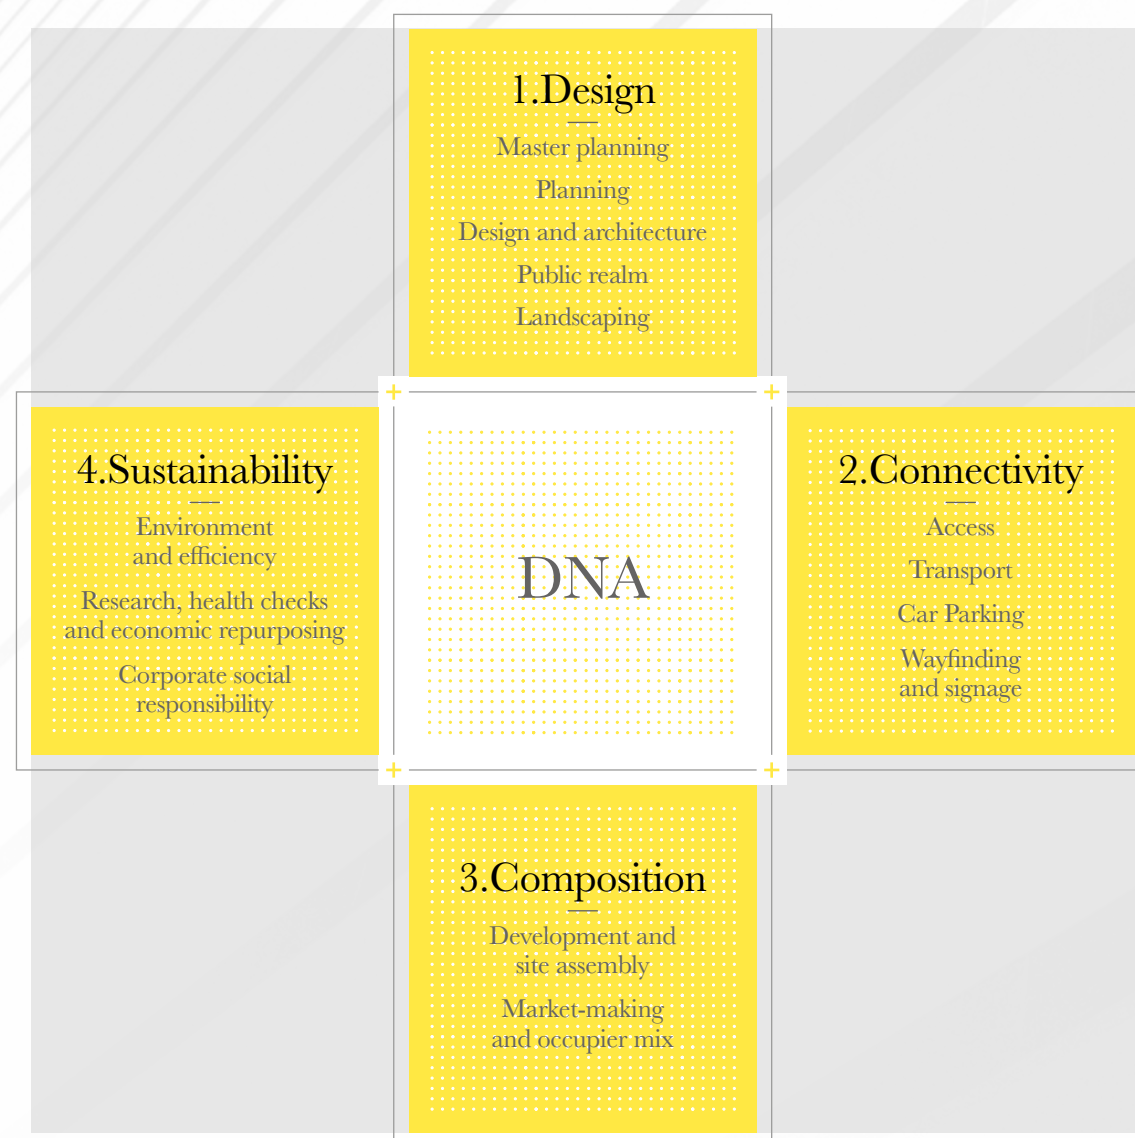 1.Design
Master planning
Planning
Design and architecture
Public realm
Landscaping
4.Sustainability
Environment
and efficiency
Research, health checks
and economic repurposing
Corporate social
responsibility
DNA
2.Connectivity
Access
Transport
Car Parking
Wayfinding
and signage
3.Composition
Development and
site assembly
Market-making
and occupier mix